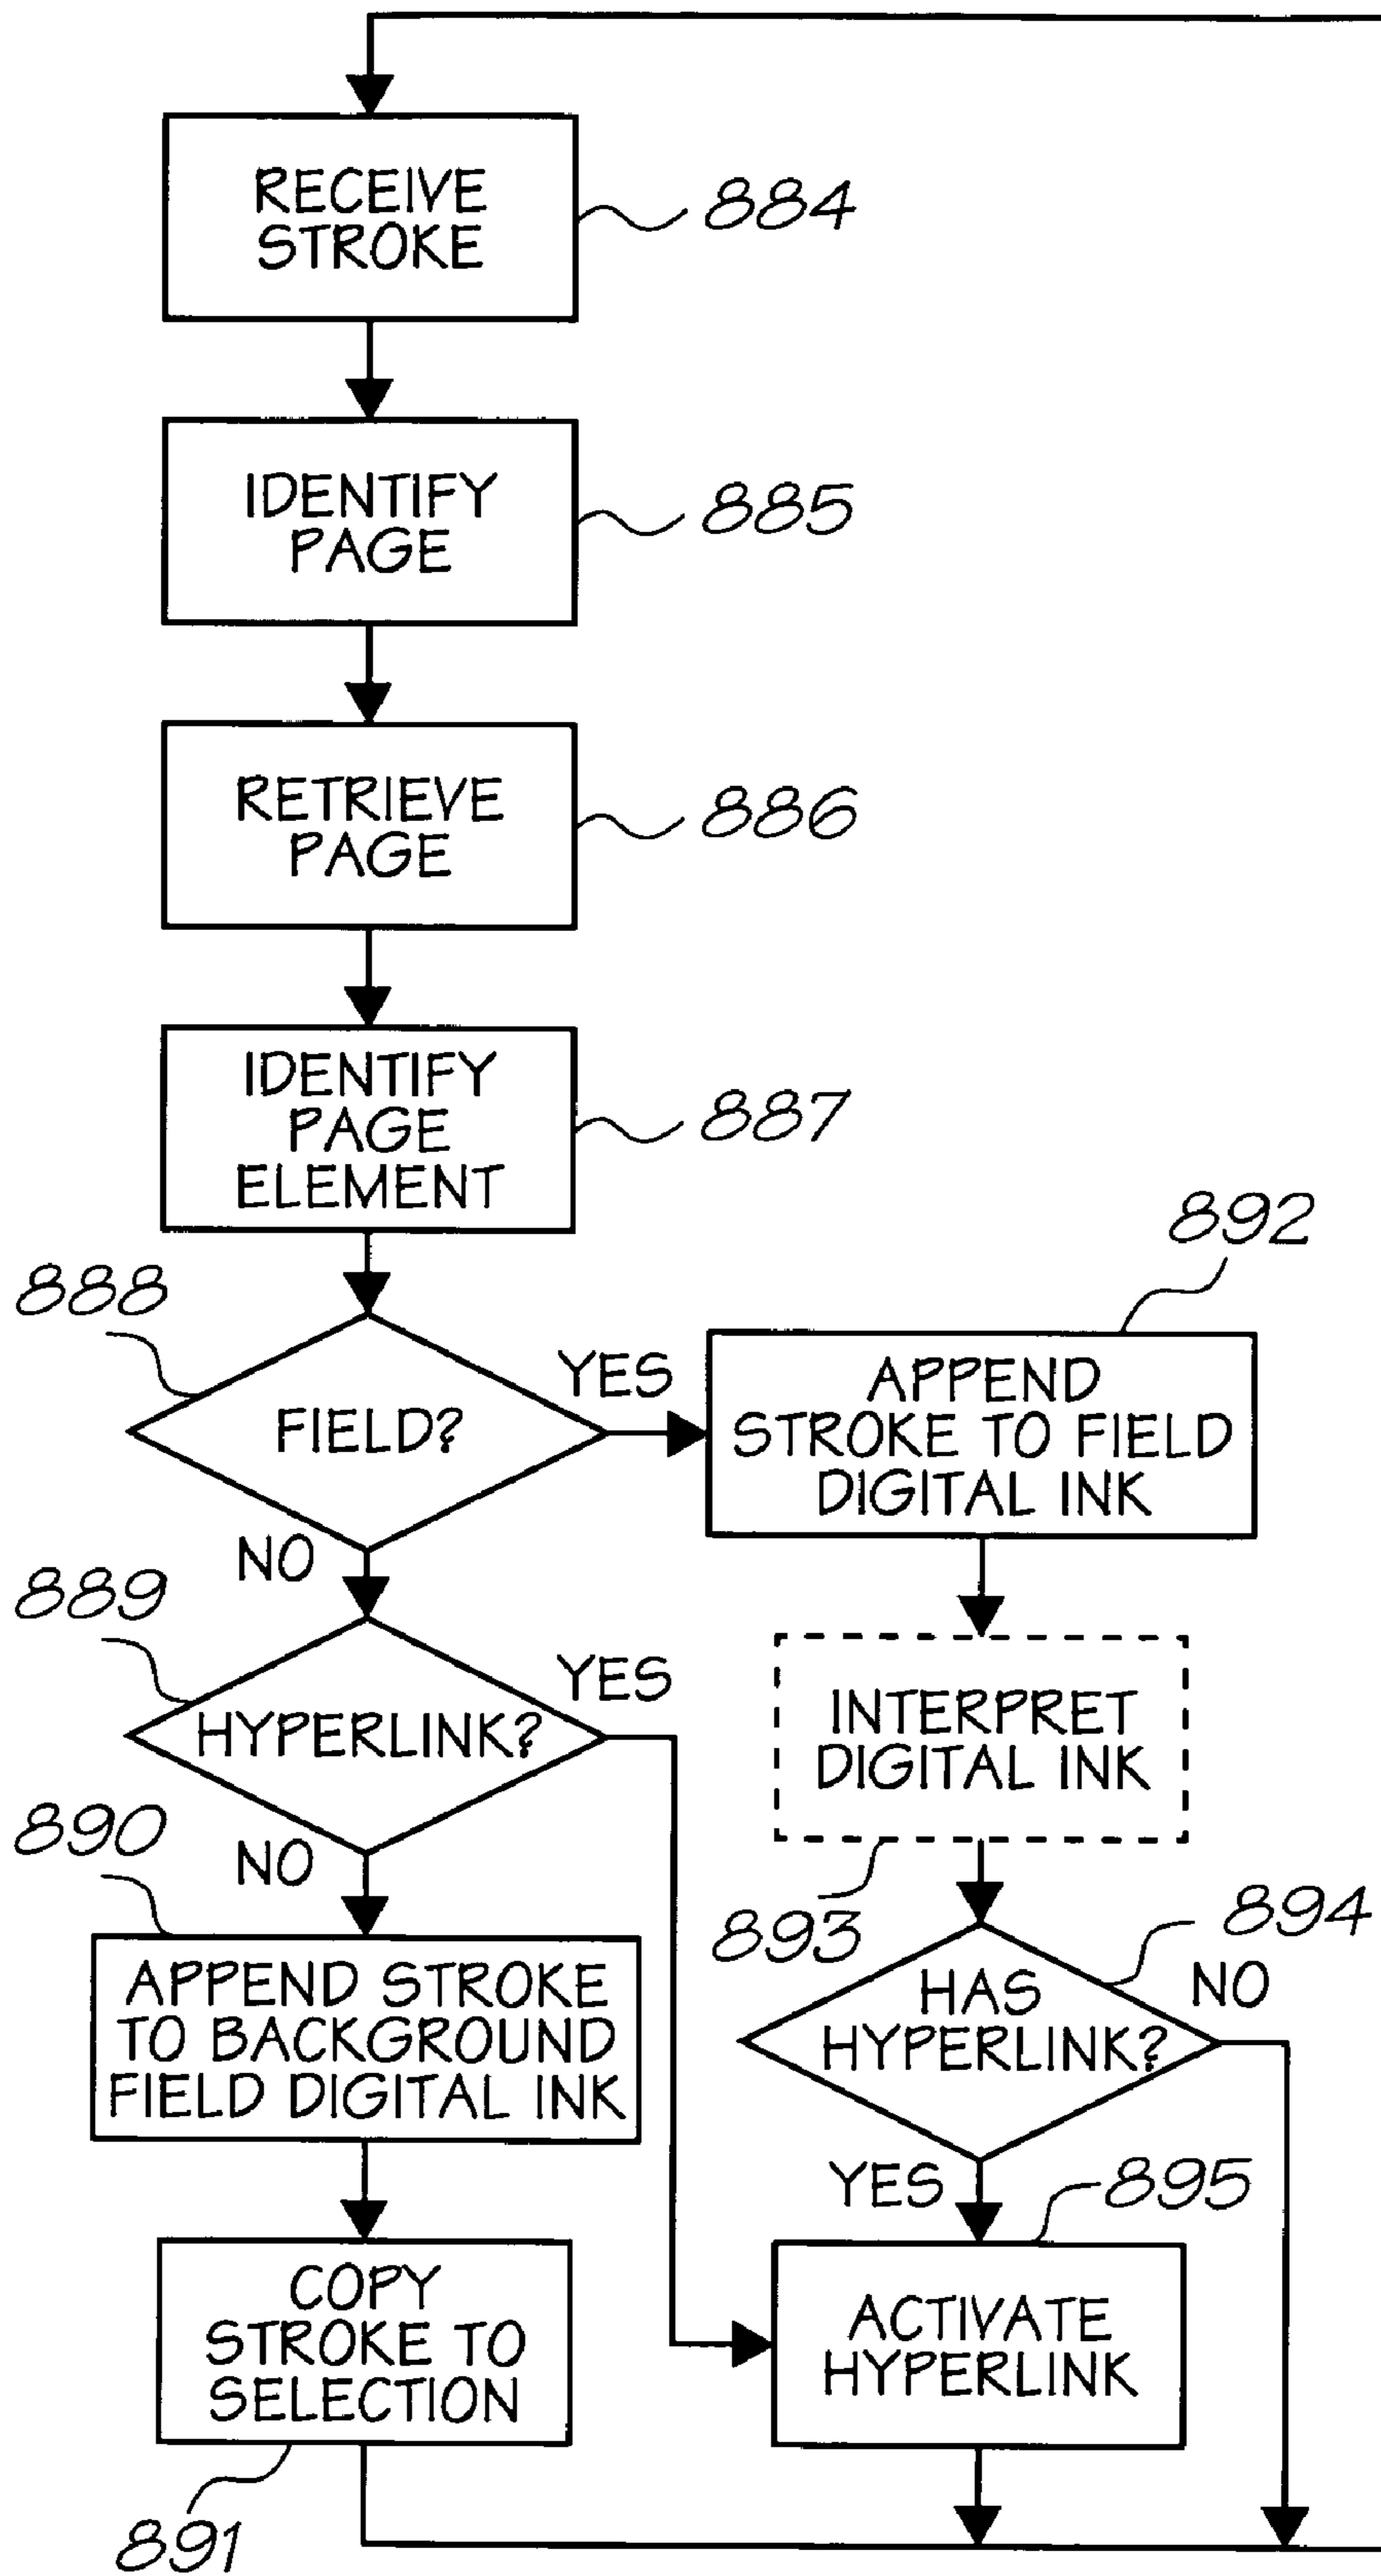 RECEIVE
STROKE
884
IDENTIFY
PAGE
885
RETRIEVE
PAGE
886
IDENTIFY
PAGE
ELEMENT
887
888
FIELD?
YES
NO
892
APPEND
STROKE TO FIELD
DIGITAL INK
889
HYPERLINK?
YES
NO
INTERPRET
DIGITAL INK
893
890
APPEND STROKE
TO BACKGROUND
FIELD DIGITAL INK
894
HAS
HYPERLINK?
NO
YES
895
COPY
STROKE TO
SELECTION
891
ACTIVATE
HYPERLINK